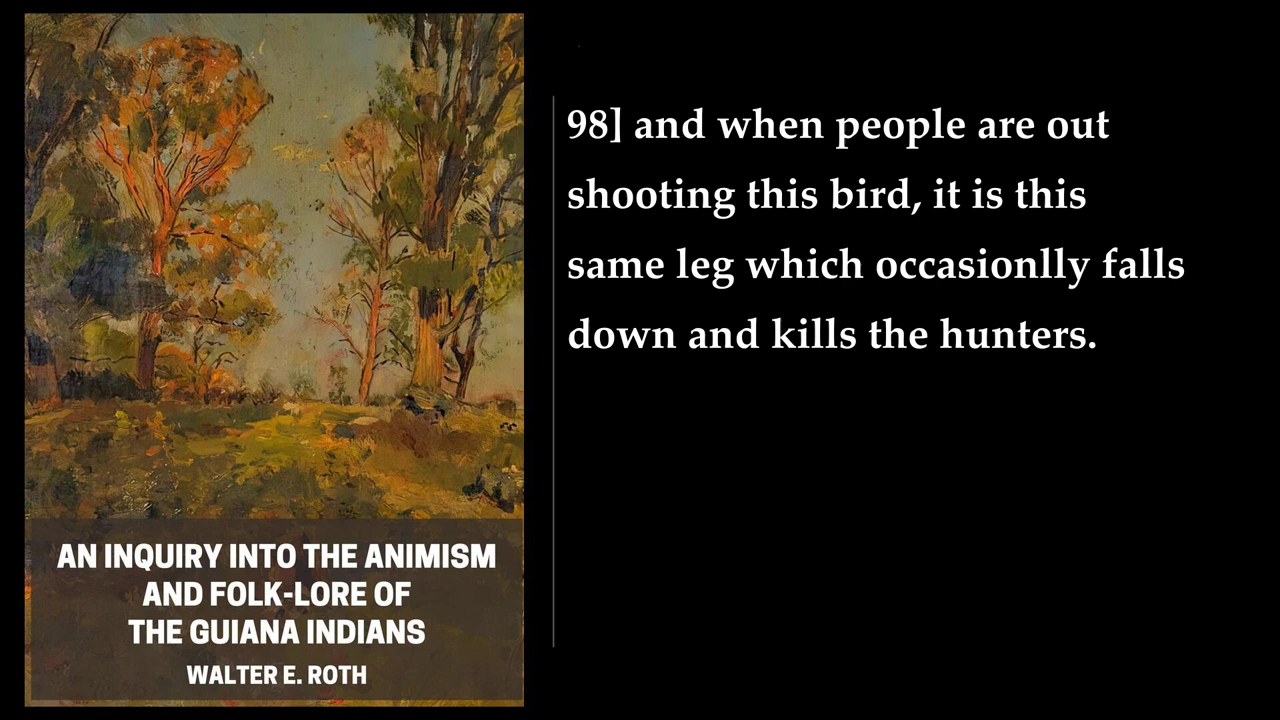 98] and when people are out
shooting this bird, it is this
same leg which occasionlly falls
down and kills the hunters.
AN INQUIRY INTO THE ANIMISM
AND FOLK-LORE OF
THE GUIANA INDIANS
WALTER E. ROTH